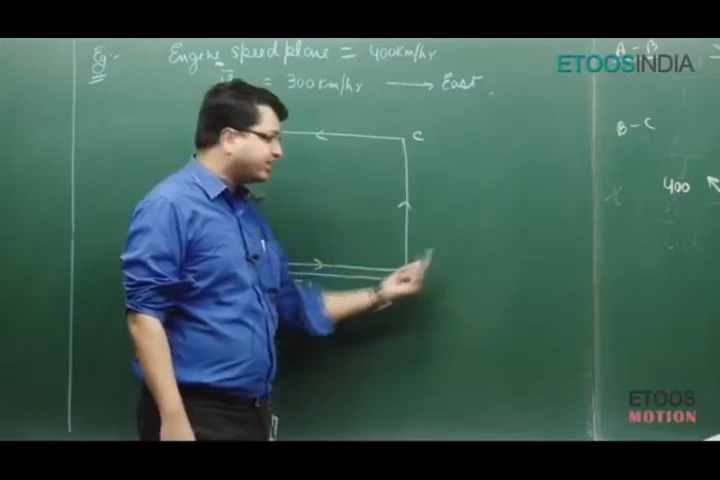 Eg:- Engine speed plane = 400km/hr
= 300km/hr → East.
C
A - B
B - C
400
ETOOSINDIA
ETOOS
MOTION